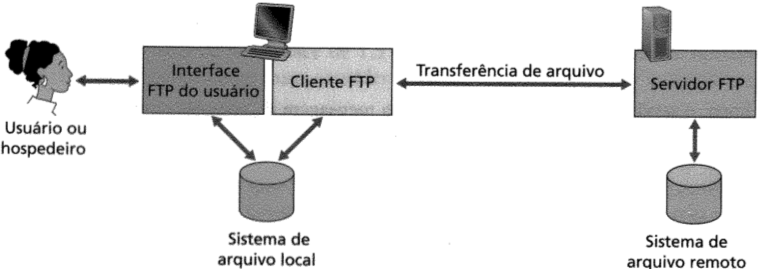 Usuário ou
hospedeiro
Interface
FTP do usuário
Cliente FTP
Transferência de arquivo
Servidor FTP
Sistema de
arquivo local
Sistema de
arquivo remoto